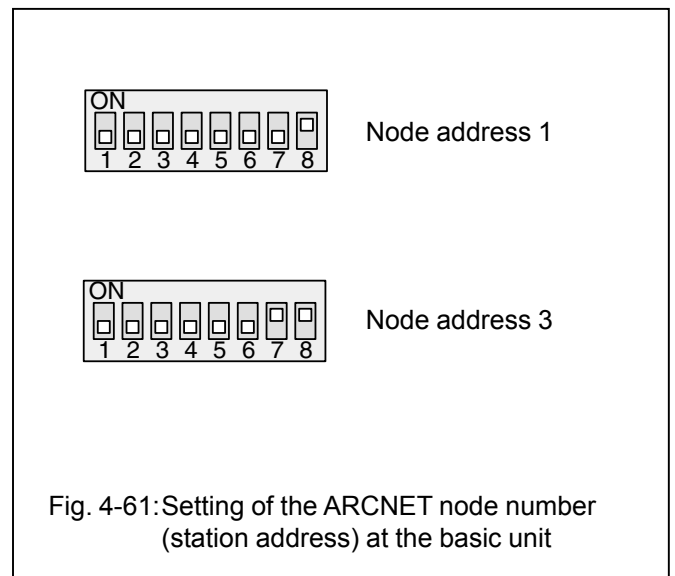 ON
1 2 3 4 5 6 7 8
Node address 1
ON
1 2 3 4 5 6 7 8
Node address 3
Fig. 4-61:Setting of the ARCNET node number
(station address) at the basic unit